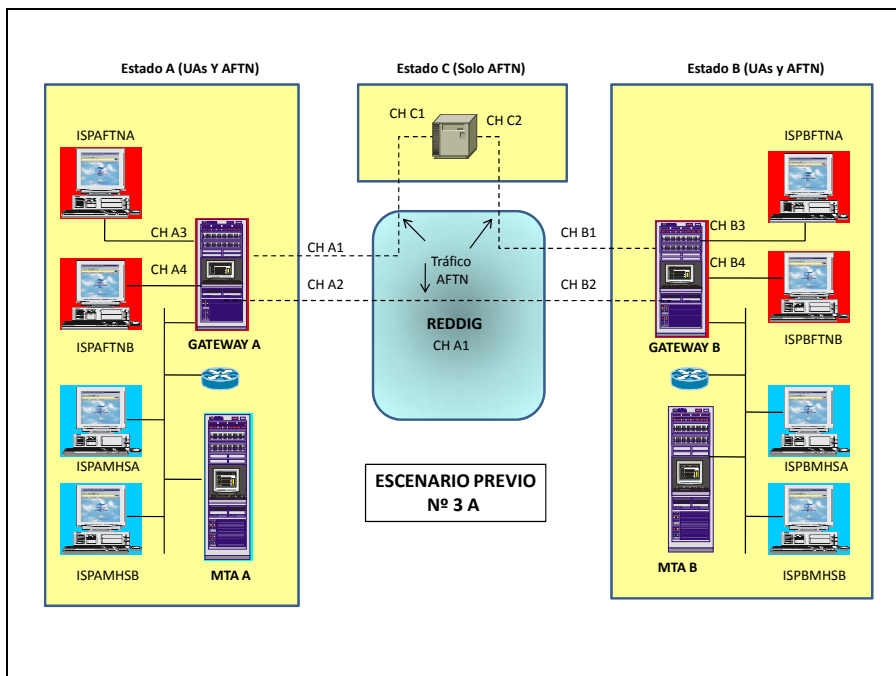 Estado A (UAs Y AFTN)
Estado C (Solo AFTN)
Estado B (UAs y AFTN)
CH C1
CH C2
ISPAFTNA
ISPBFTNA
CH A3
CH A1
CH B1
CH B3
CH A4
Tráfico
AFTN
CH B4
CH A2
CH B2
REDDIG
CH A1
ISPAFTNB
GATEWAY A
GATEWAY B
ISPBFTNB
ISPAMHSA
ISPBMHSA
ESCENARIO PREVIO
Nº 3 A
ISPAMHSB
MTA A
MTA B
ISPBMHSB